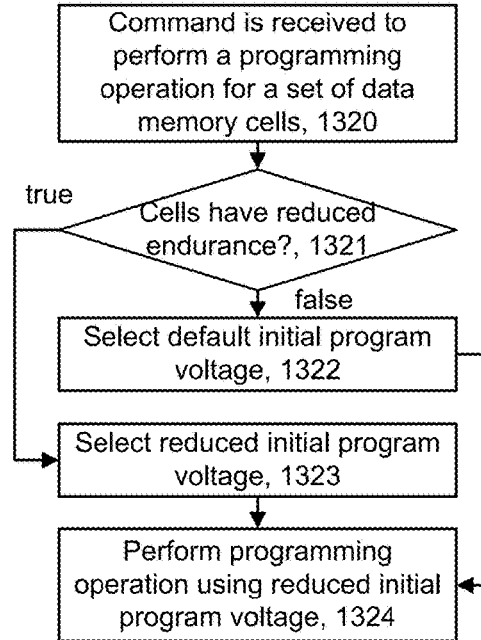 Command is received to
perform a programming
operation for a set of data
memory cells, 1320
true
Cells have reduced
endurance?, 1321
false
Select default initial program
voltage, 1322
Select reduced initial program
voltage, 1323
Perform programming
operation using reduced initial
program voltage, 1324